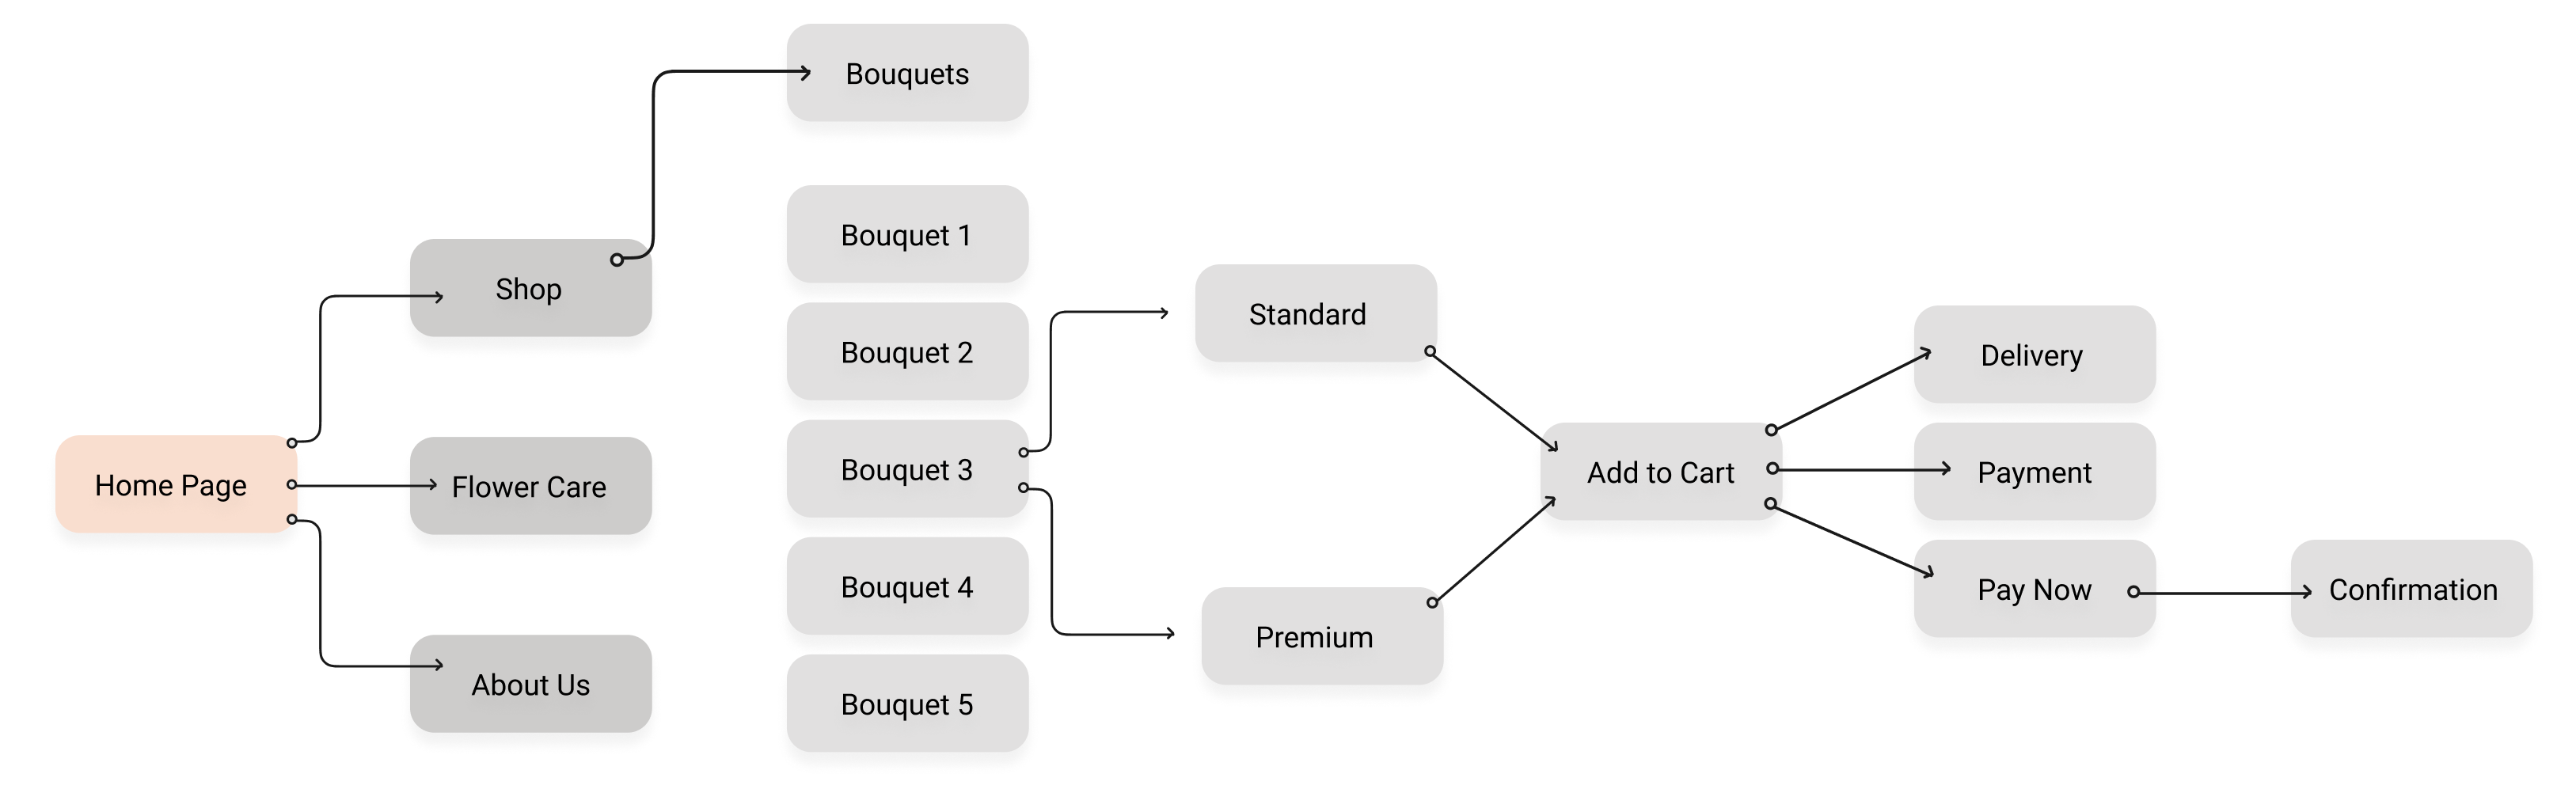 Home Page
Shop
Flower Care
About Us
Bouquets
Bouquet 1
Bouquet 2
Bouquet 3
Bouquet 4
Bouquet 5
Standard
Premium
Add to Cart
Delivery
Payment
Pay Now
Confirmation